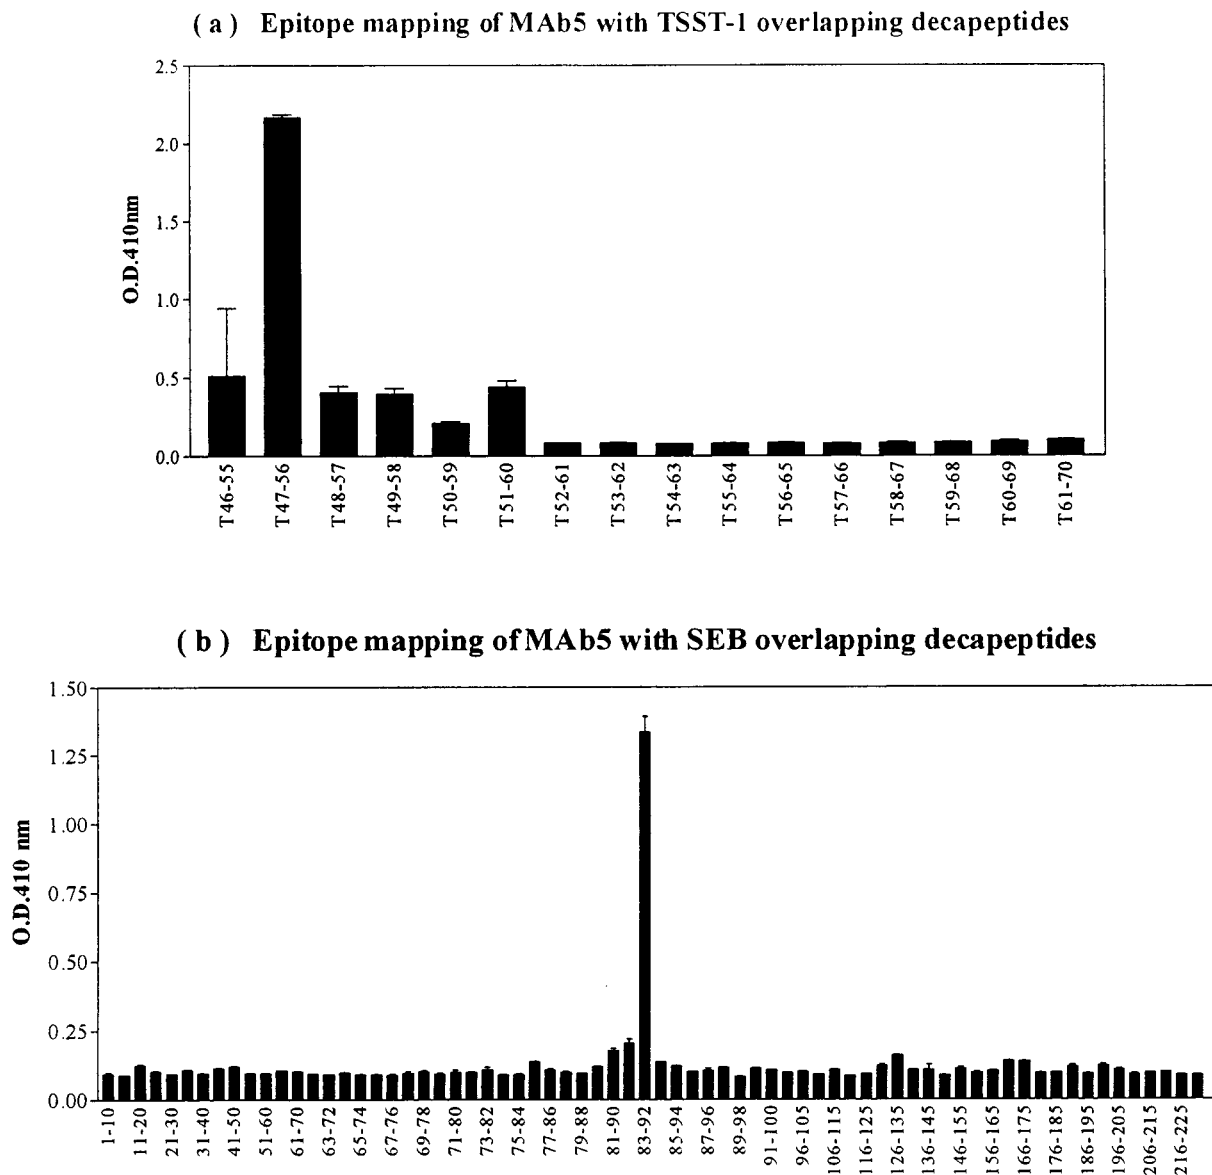 ( a ) Epitope mapping of MAb5 with TSST-1 overlapping decapeptides
2.5
2.0
1.5
1.0
0.5
0.0
O.D.410nm
T46-55
T47-56
T48-57
T49-58
T50-59
T51-60
T52-61
T53-62
T54-63
T55-64
T56-65
T57-66
T58-67
T59-68
T60-69
T61-70
( b ) Epitope mapping of MAb5 with SEB overlapping decapeptides
1.50
1.25
1.00
0.75
0.50
0.25
0.00
O.D.410 nm
1-10
11-20
21-30
31-40
41-50
51-60
61-70
63-72
65-74
67-76
69-78
71-80
73-82
75-84
77-86
79-88
81-90
83-92
85-94
87-96
89-98
91-100
96-105
106-115
116-125
126-135
136-145
146-155
156-165
166-175
176-185
186-195
196-205
206-215
216-225